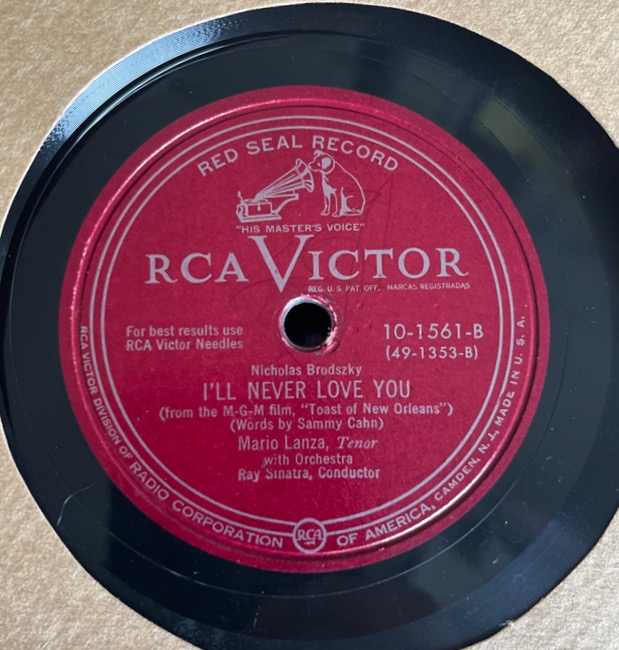 RED SEAL RECORD
"HIS MASTER'S VOICE"
RCA VICTOR
REG. U. S. PAT. OFF. MARCAS REGISTRADAS
For best results use
RCA Victor Needles
10-1561-B
(49-1353-B)
Nicholas Brodszky
I'LL NEVER LOVE YOU
(from the M-G-M film, "Toast of New Orleans")
(Words by Sammy Cahn)
Mario Lanza, Tenor
with Orchestra
Ray Sinatra, Conductor
RCA VICTOR DIVISION OF RADIO CORPORATION OF AMERICA, CAMDEN, N.J., MADE IN U. S. A.
RCA